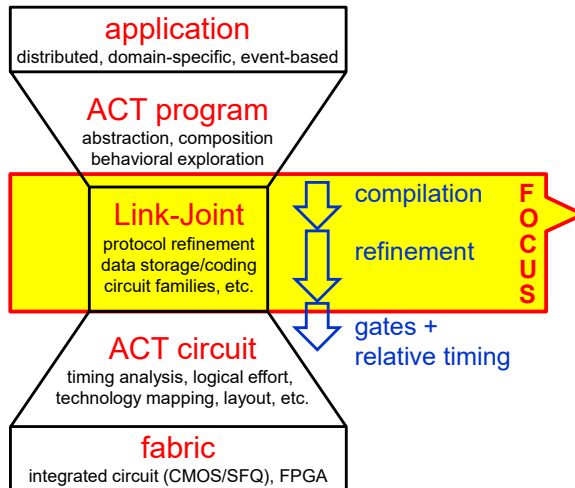 application
distributed, domain-specific, event-based
ACT program
abstraction, composition
behavioral exploration
Link-Joint
protocol refinement
data storage/coding
circuit families, etc.
compilation
refinement
gates +
relative timing
FOCUS
ACT circuit
timing analysis, logical effort,
technology mapping, layout, etc.
fabric
integrated circuit (CMOS/SFQ), FPGA